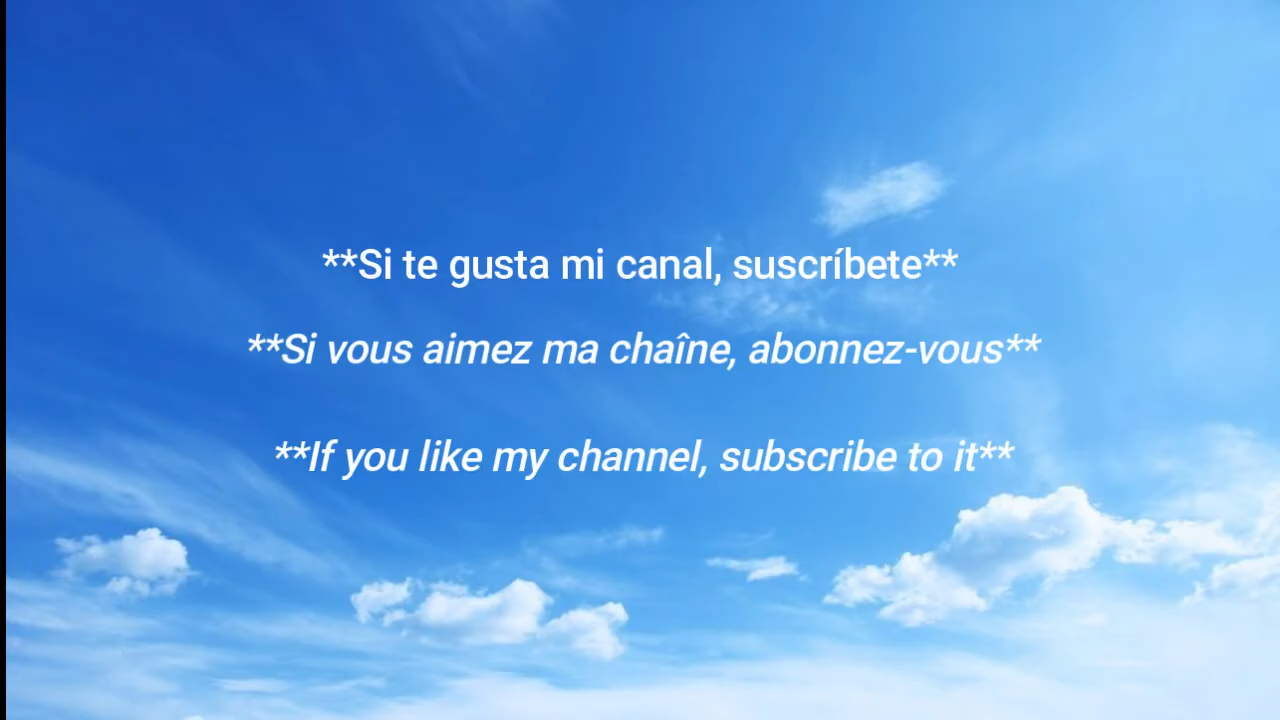 **Si te gusta mi canal, suscríbete**
**Si vous aimez ma chaîne, abonnez-vous**
**If you like my channel, subscribe to it**